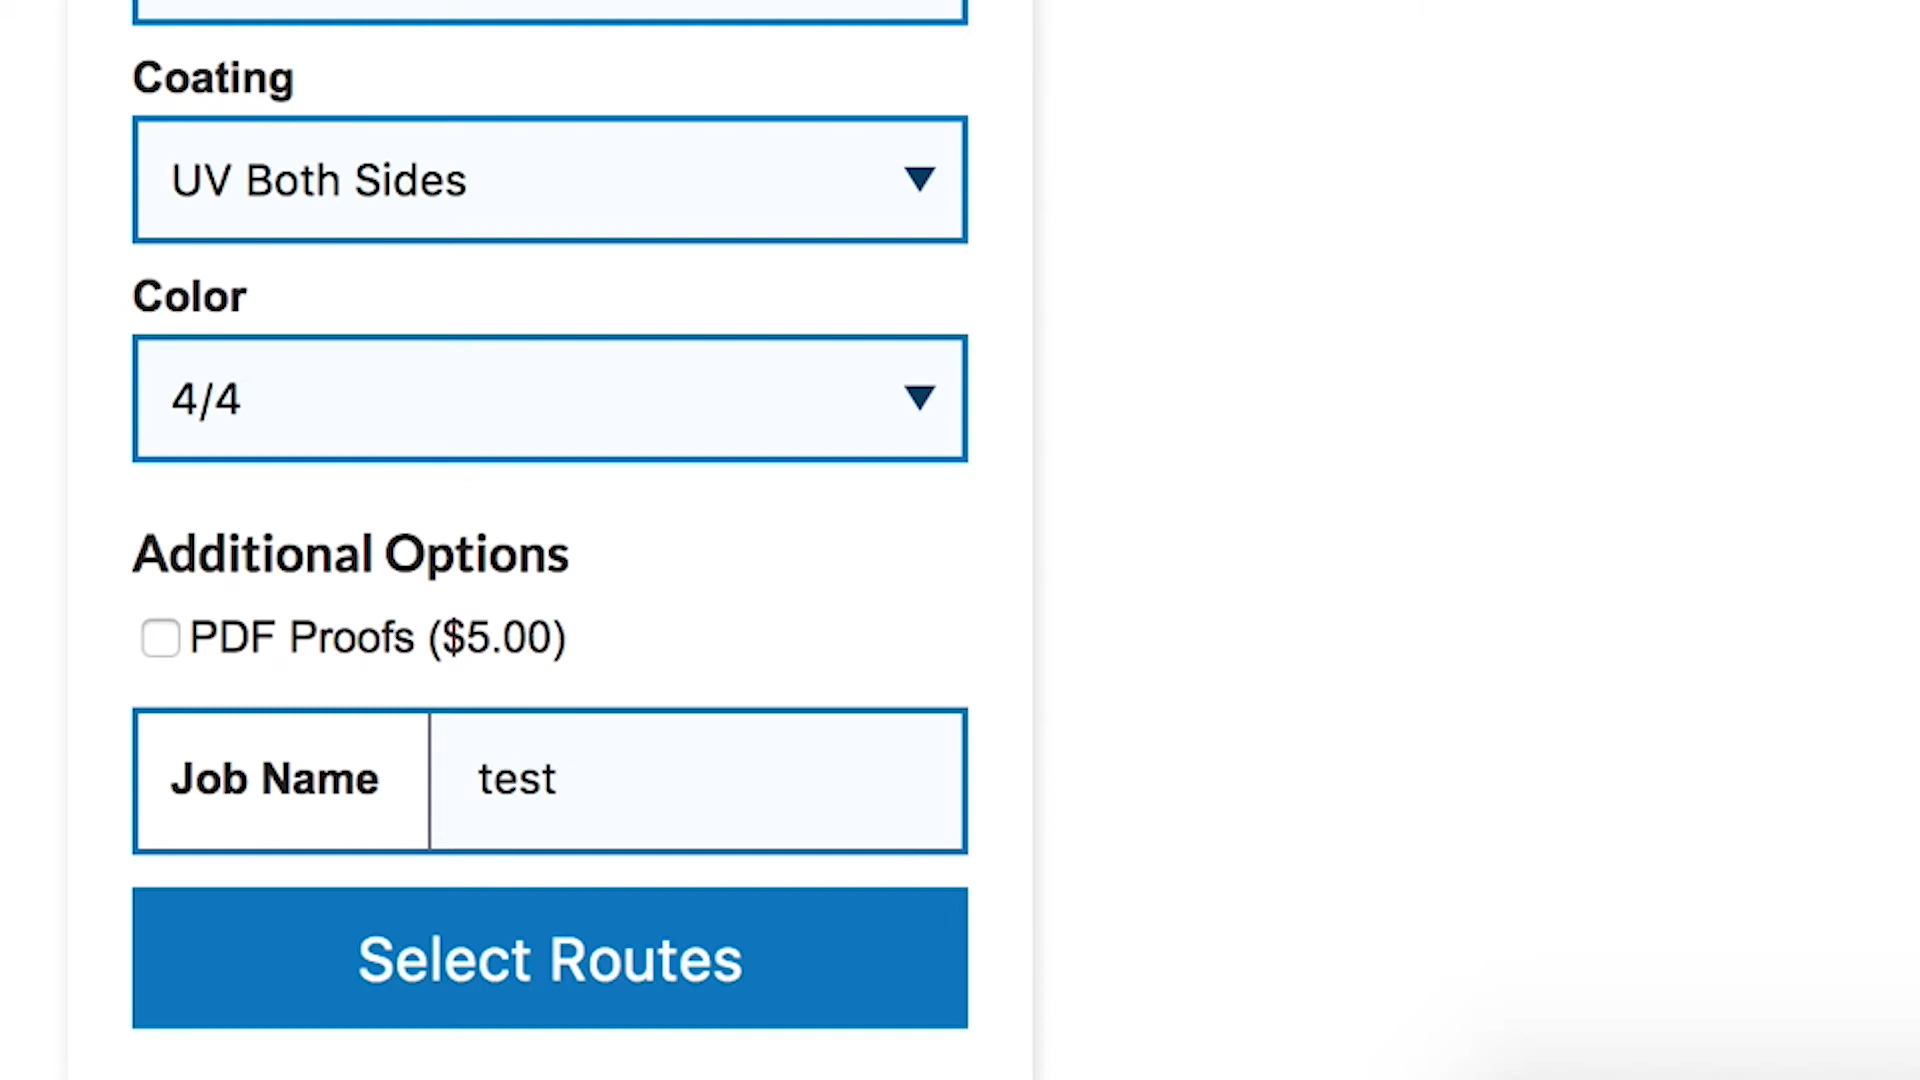 Coating
UV Both Sides
Color
4/4
Additional Options
PDF Proofs ($5.00)
Job Name
test
Select Routes